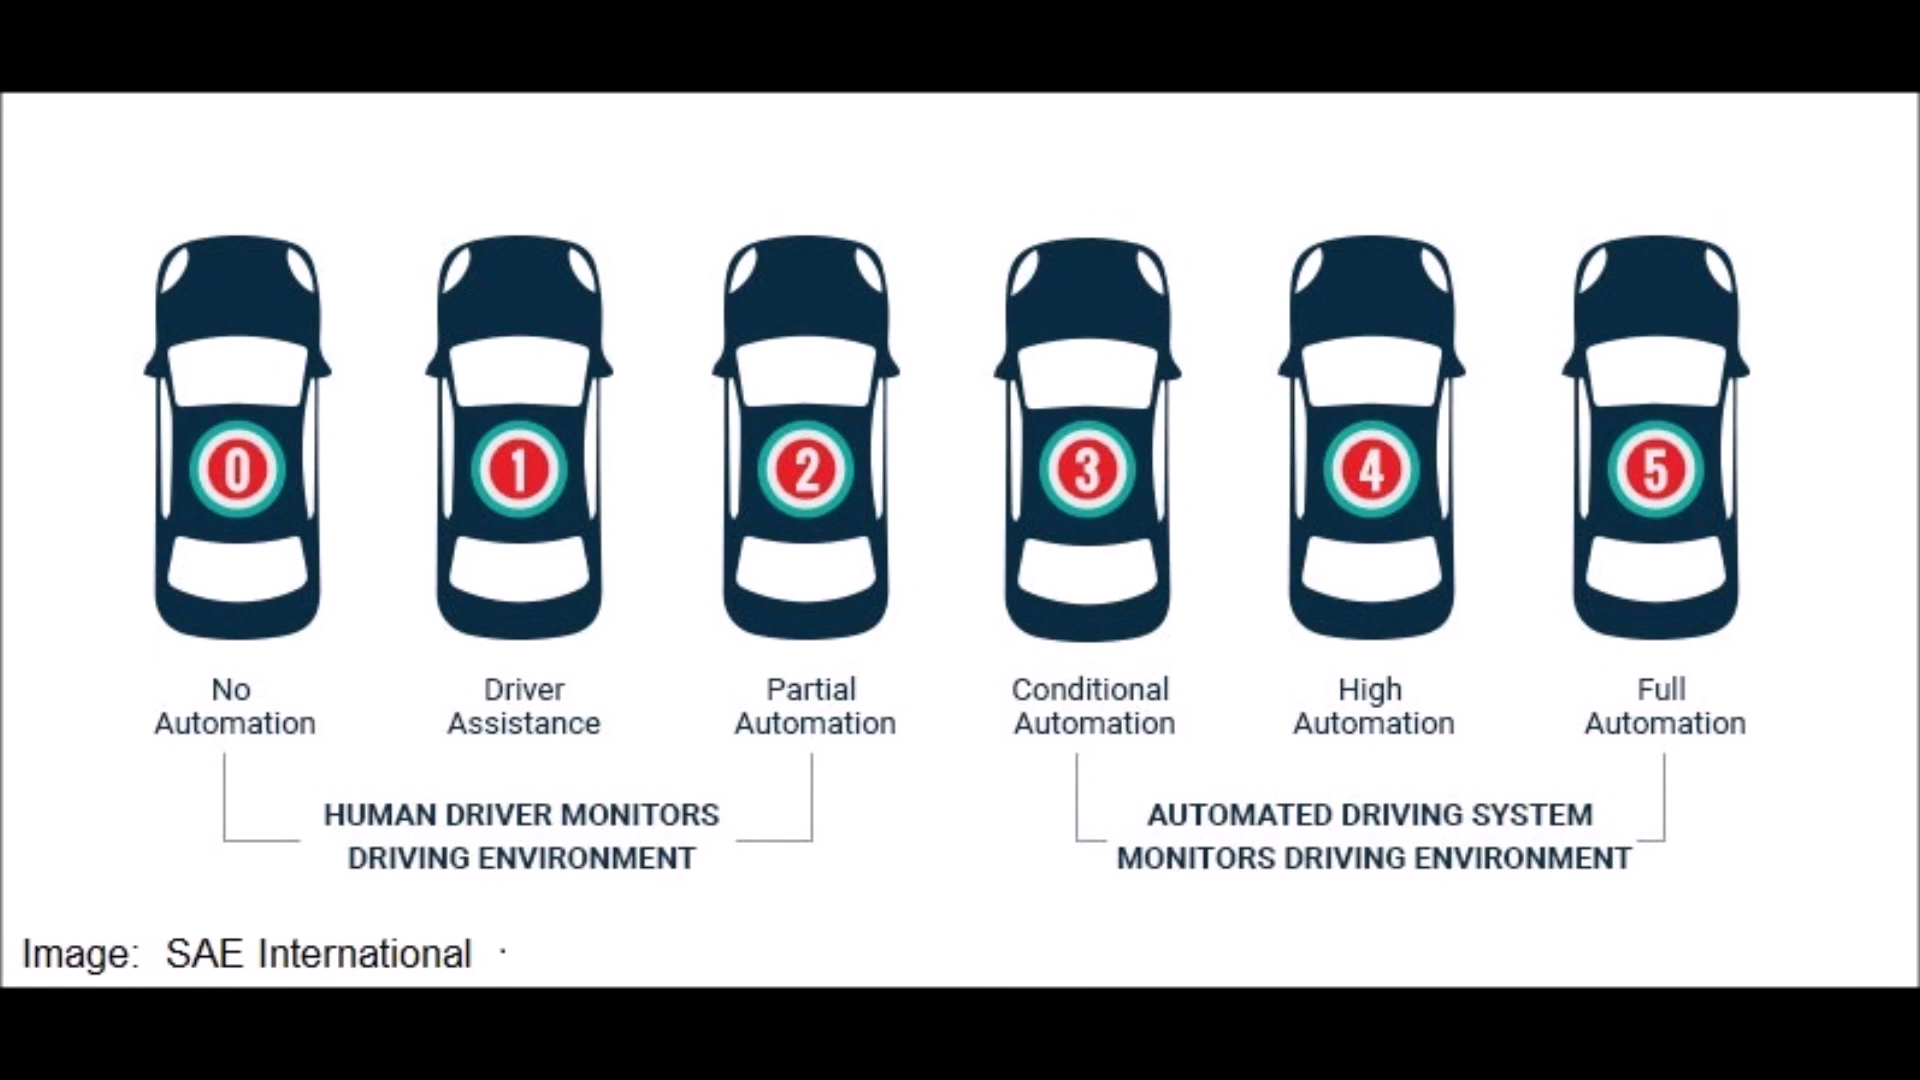 0
1
2
3
4
5
No
Automation
Driver
Assistance
Partial
Automation
Conditional
Automation
High
Automation
Full
Automation
HUMAN DRIVER MONITORS
DRIVING ENVIRONMENT
AUTOMATED DRIVING SYSTEM
MONITORS DRIVING ENVIRONMENT
Image: SAE International ·